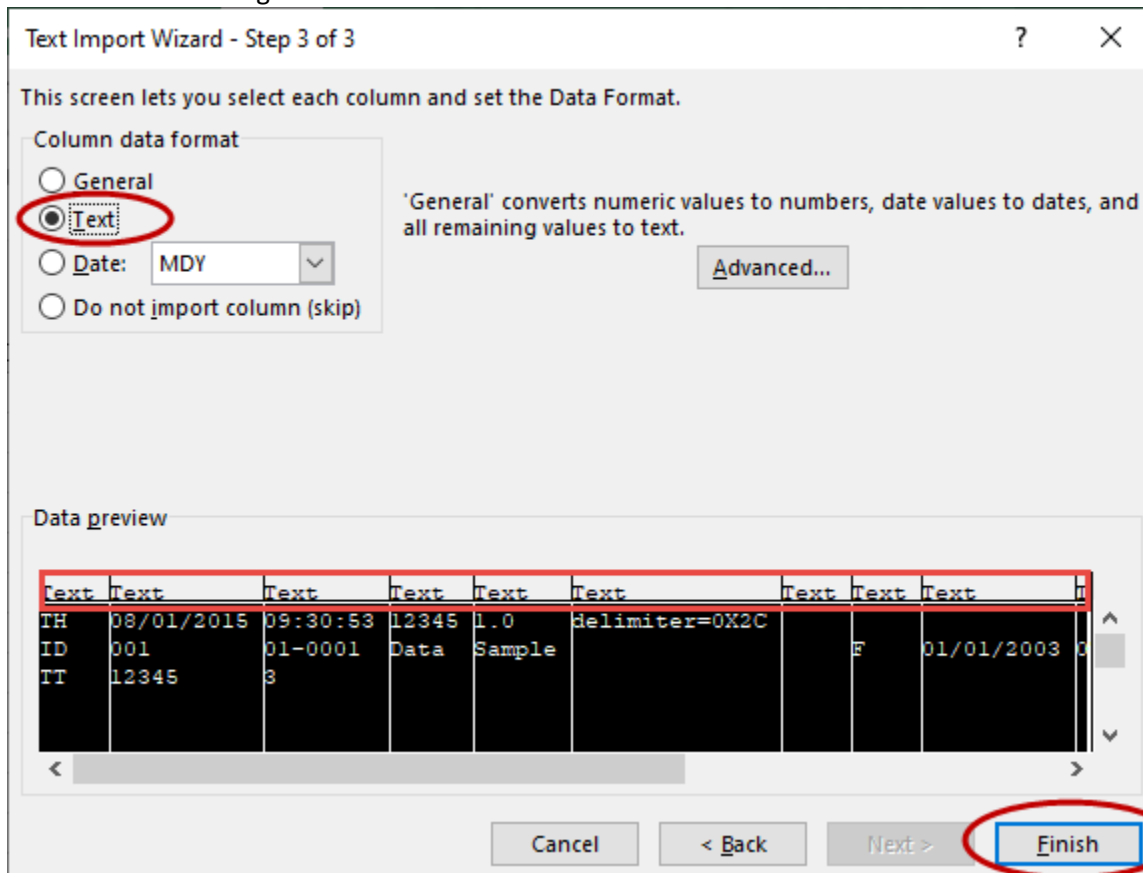 Text Import Wizard - Step 3 of 3 ? ×
This screen lets you select each column and set the Data Format.
Column data format
General
Text
Date: MDY
Do not import column (skip)
'General' converts numeric values to numbers, date values to dates, and
all remaining values to text.
Advanced...
Data preview
Text Text Text Text Text Text Text Text Text
TH 08/01/2015 09:30:53 12345 1.0 delimiter=0X2C
ID 001 01-0001 Data Sample F 01/01/2003 0
TT 12345 3
Cancel < Back Next > Finish